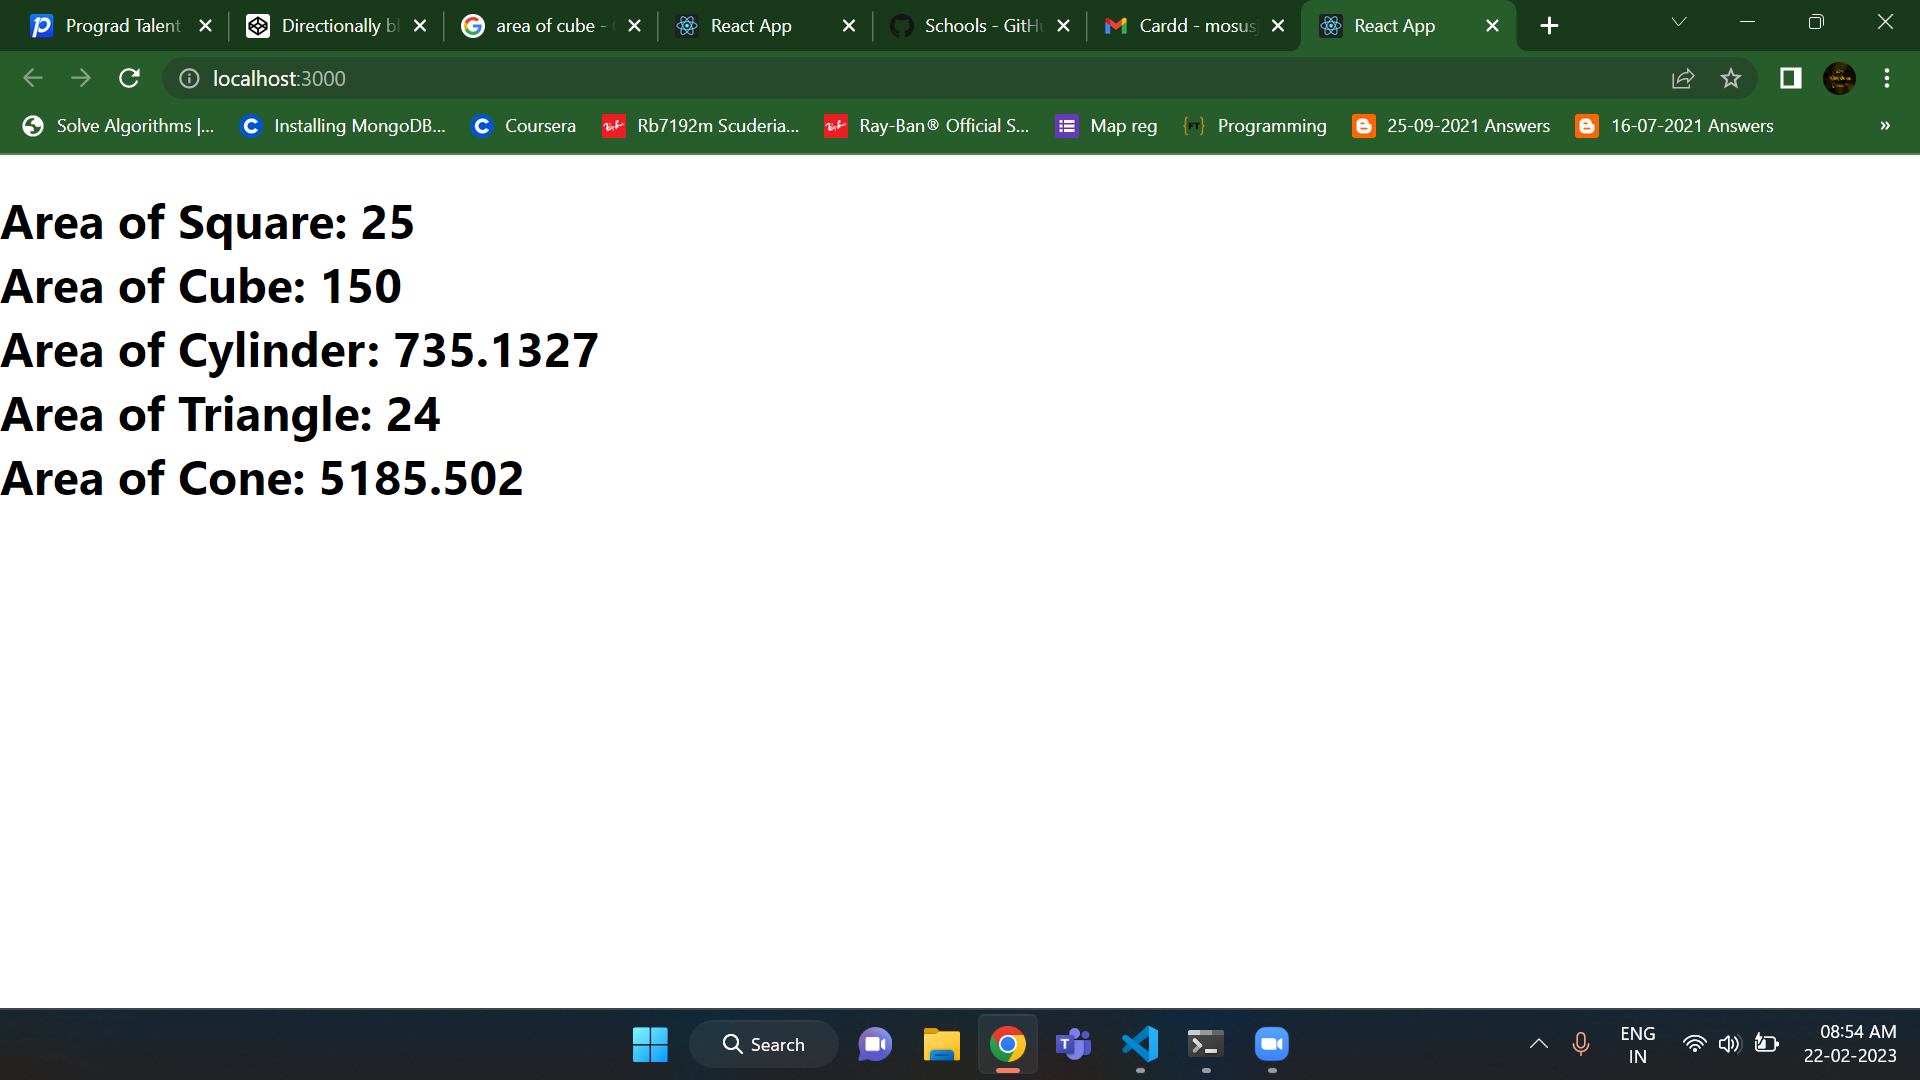 Prograd Talent
Directionally bl
area of cube -
React App
Schools - GitHu
Cardd - mosus
React App
localhost:3000
Solve Algorithms |...
Installing MongoDB...
Coursera
Rb7192m Scuderia...
Ray-Ban® Official S...
Map reg
Programming
25-09-2021 Answers
16-07-2021 Answers
»
Area of Square: 25
Area of Cube: 150
Area of Cylinder: 735.1327
Area of Triangle: 24
Area of Cone: 5185.502
Search
ENG
IN
08:54 AM
22-02-2023